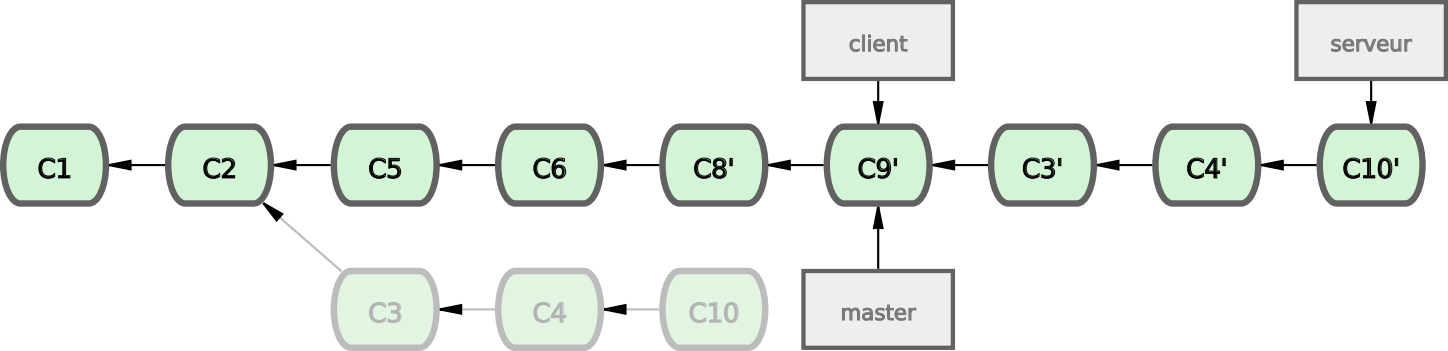 client
serveur
C1
C2
C5
C6
C8'
C9'
C3'
C4'
C10'
C3
C4
C10
master